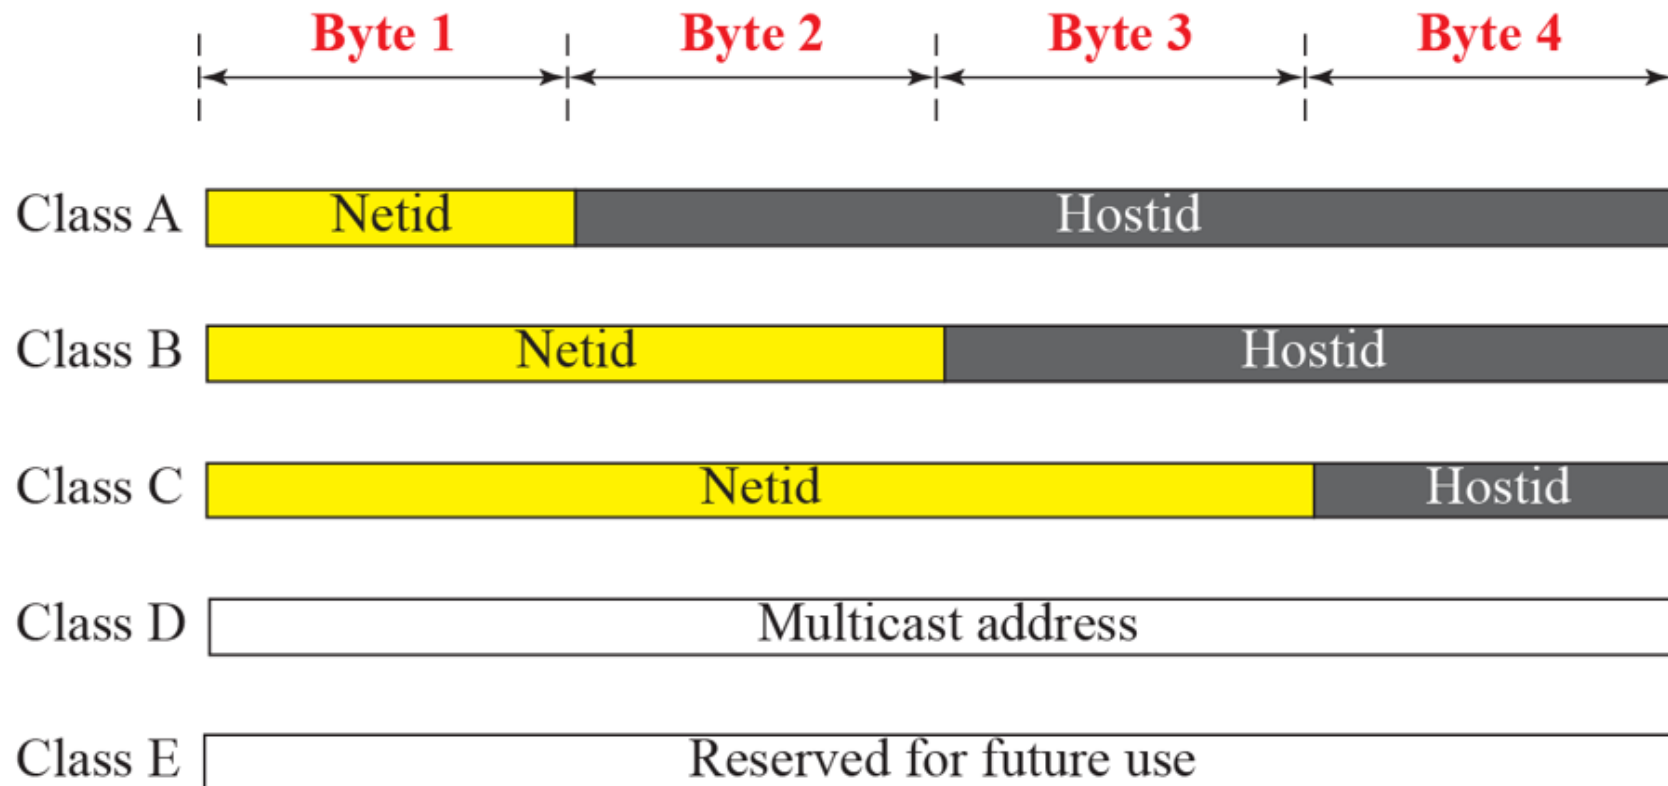 Byte 1 Byte 2 Byte 3 Byte 4
Class A Netid Hostid
Class B Netid Hostid
Class C Netid Hostid
Class D Multicast address
Class E Reserved for future use